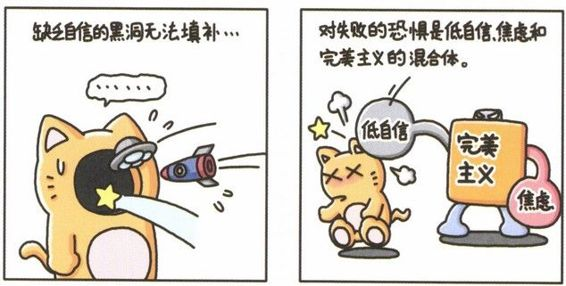 缺乏自信的黑洞无法填补…
……
对失败的恐惧是低自信、焦虑和
完美主义的混合体。
低自信
完美
主义
焦虑